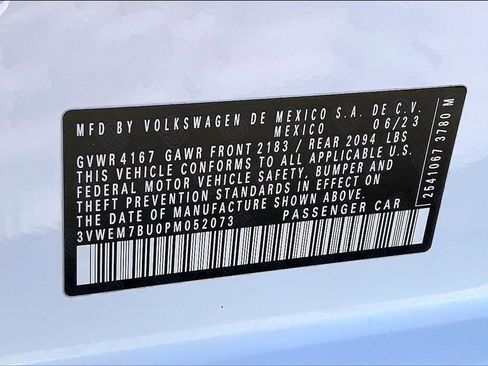 MFD BY VOLKSWAGEN DE MEXICO S.A. DE C.V.
MEXICO 06/23
GVWR 4167 GAWR FRONT 2183 / REAR 2094 LBS
THIS VEHICLE CONFORMS TO ALL APPLICABLE U.S.
FEDERAL MOTOR VEHICLE SAFETY, BUMPER AND
THEFT PREVENTION STANDARDS IN EFFECT ON
THE DATE OF MANUFACTURE SHOWN ABOVE.
3VWEM7BU0PM052073 PASSENGER CAR
2541067 3780 M